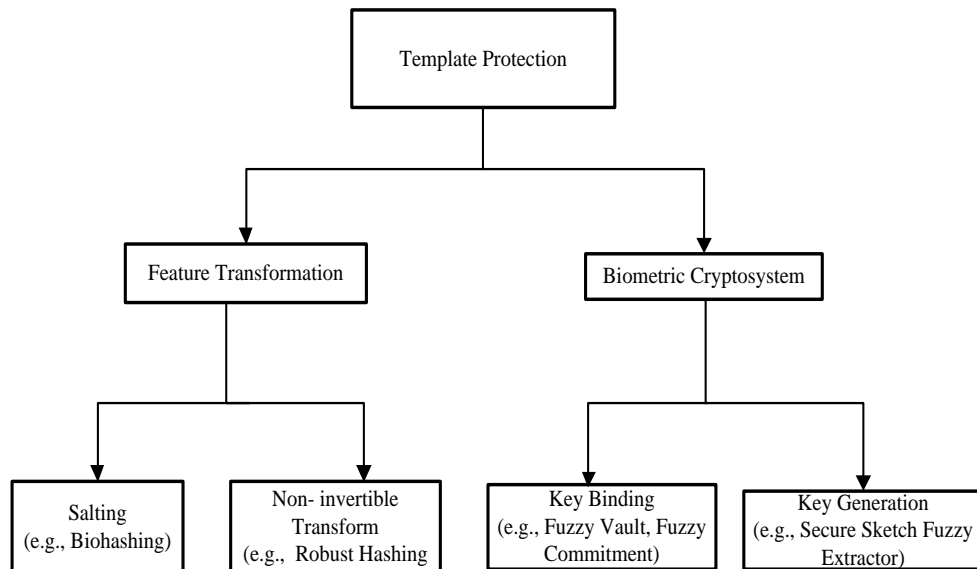 Template Protection
Feature Transformation
Biometric Cryptosystem
Salting
(e.g., Biohashing)
Non- invertible
Transform
(e.g., Robust Hashing
Key Binding
(e.g., Fuzzy Vault, Fuzzy
Commitment)
Key Generation
(e.g., Secure Sketch Fuzzy
Extractor)